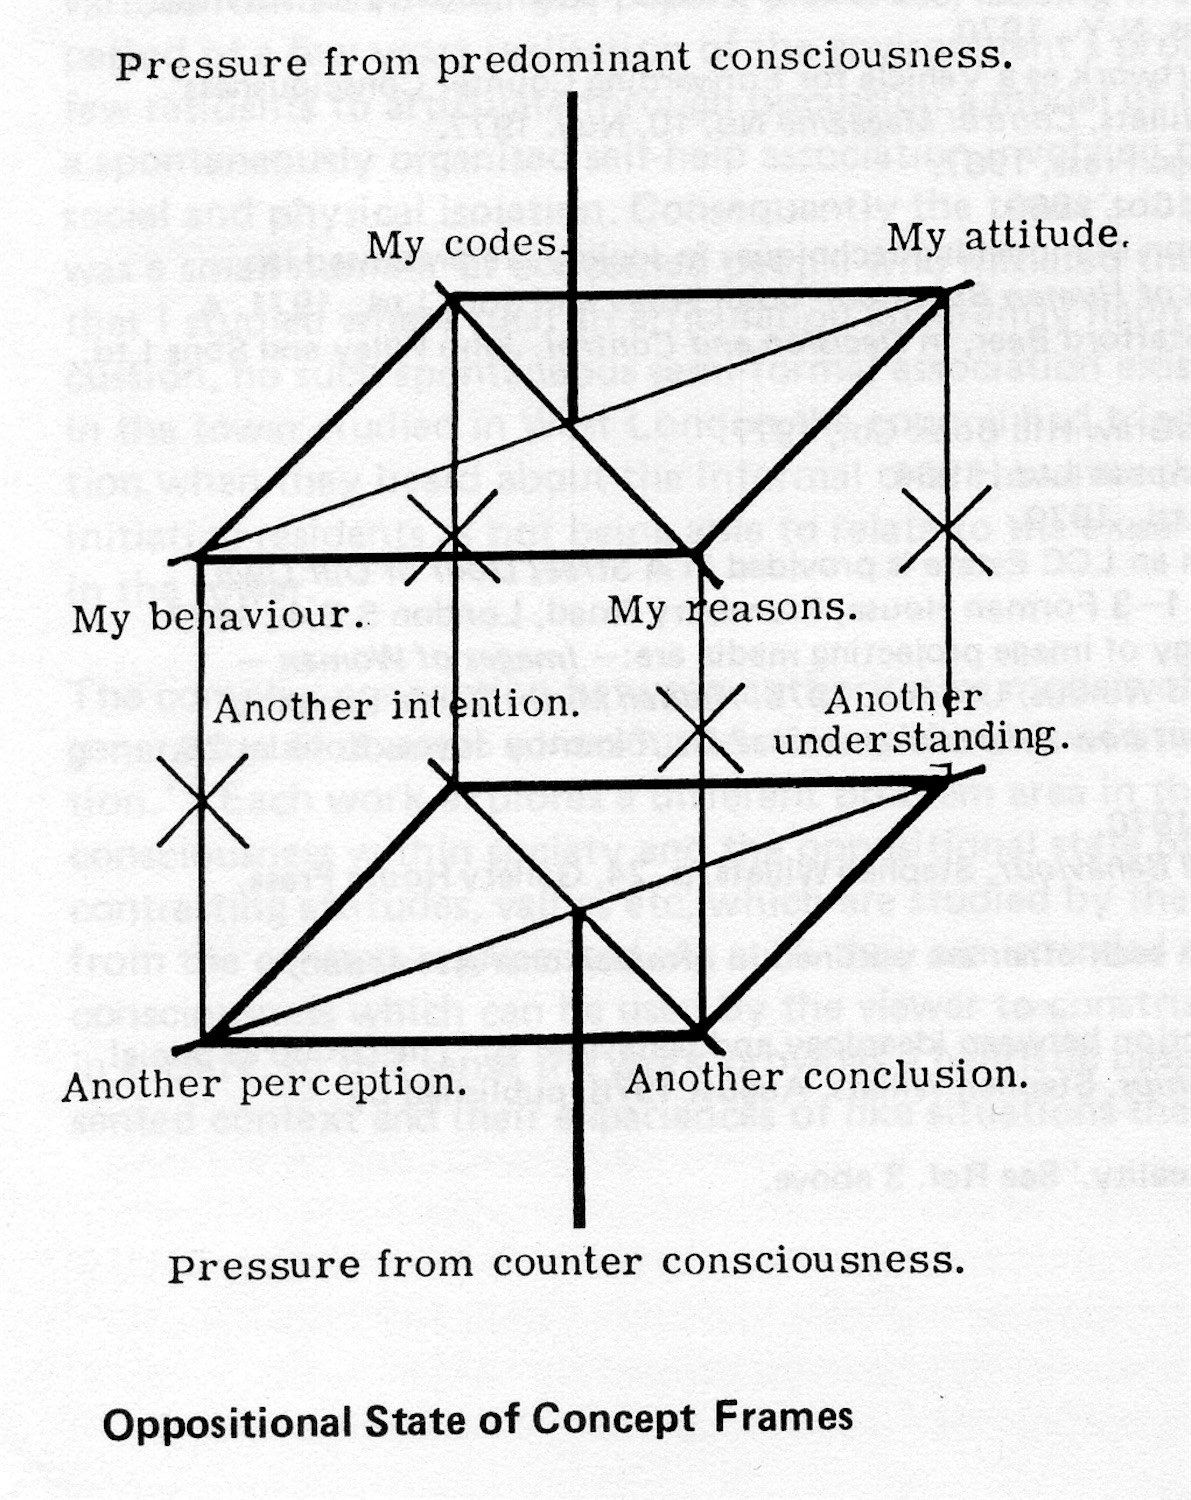 Pressure from predominant consciousness.
My codes.
My attitude.
My behaviour.
My reasons.
Another intention.
Another
understanding.
Another perception.
Another conclusion.
Pressure from counter consciousness.
Oppositional State of Concept Frames